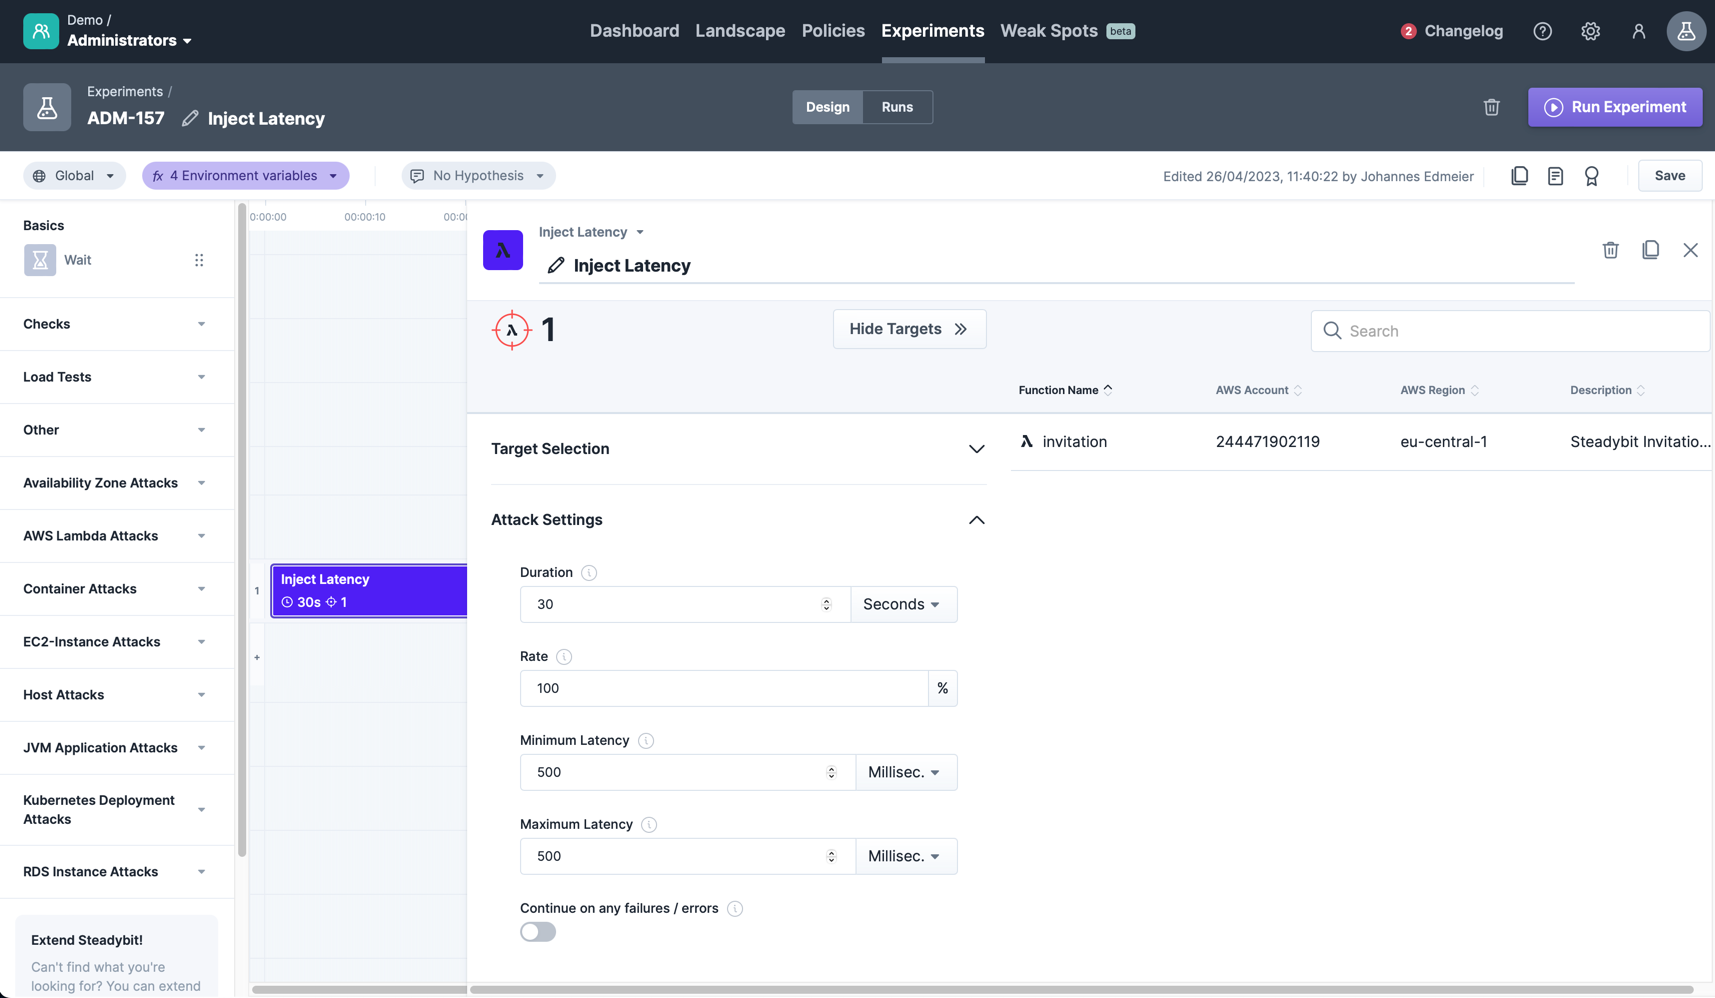 Demo /
Administrators
Dashboard
Landscape
Policies
Experiments
Weak Spots
beta
2
Changelog
Experiments /
ADM-157
Inject Latency
Design
Runs
Run Experiment
Global
fx 4 Environment variables
No Hypothesis
Edited 26/04/2023, 11:40:22 by Johannes Edmeier
Save
Basics
Wait
Checks
Load Tests
Other
Availability Zone Attacks
AWS Lambda Attacks
Container Attacks
EC2-Instance Attacks
Host Attacks
JVM Application Attacks
Kubernetes Deployment
Attacks
RDS Instance Attacks
Extend Steadybit!
Can't find what you're
looking for? You can extend
0:00:00
00:00:10
00:00
1
Inject Latency
30s 1
+
λ
Inject Latency
Inject Latency
λ
1
Hide Targets
Search
Function Name
AWS Account
AWS Region
Description
λ invitation
244471902119
eu-central-1
Steadybit Invitatio...
Target Selection
Attack Settings
Duration
30
Seconds
Rate
100
%
Minimum Latency
500
Millisec.
Maximum Latency
500
Millisec.
Continue on any failures / errors